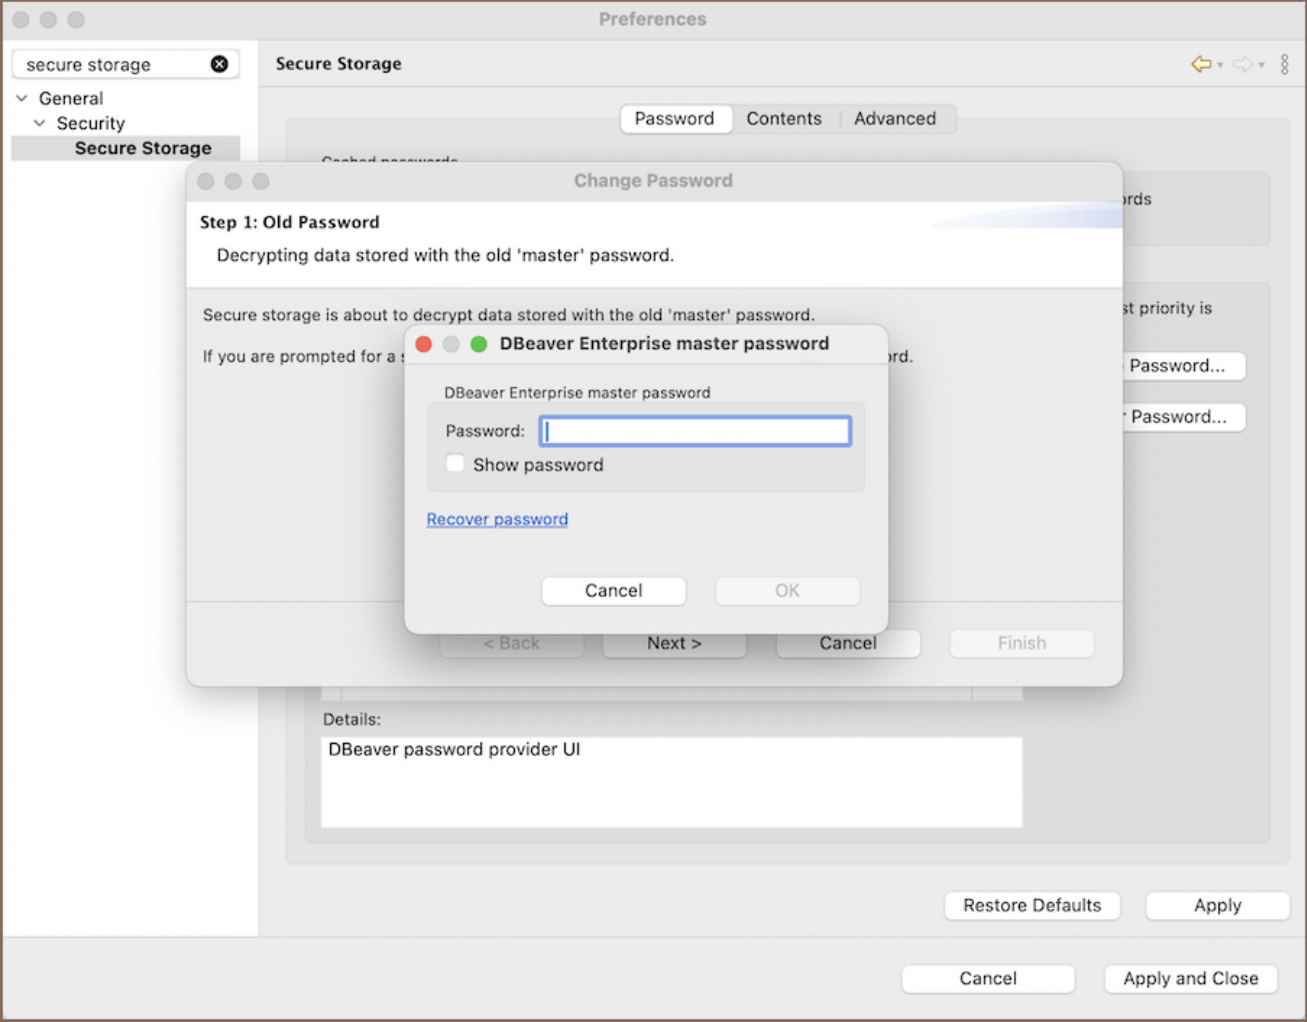 Preferences
secure storage
Secure Storage
General
Security
Secure Storage
Password
Contents
Advanced
Cached passwords
Change Password
Step 1: Old Password
Decrypting data stored with the old 'master' password.
Secure storage is about to decrypt data stored with the old 'master' password.
st priority is
If you are prompted for a
Password...
Password...
DBeaver Enterprise master password
DBeaver Enterprise master password
Password:
Show password
Recover password
Cancel
OK
< Back
Next >
Cancel
Finish
Details:
DBeaver password provider UI
Restore Defaults
Apply
Cancel
Apply and Close